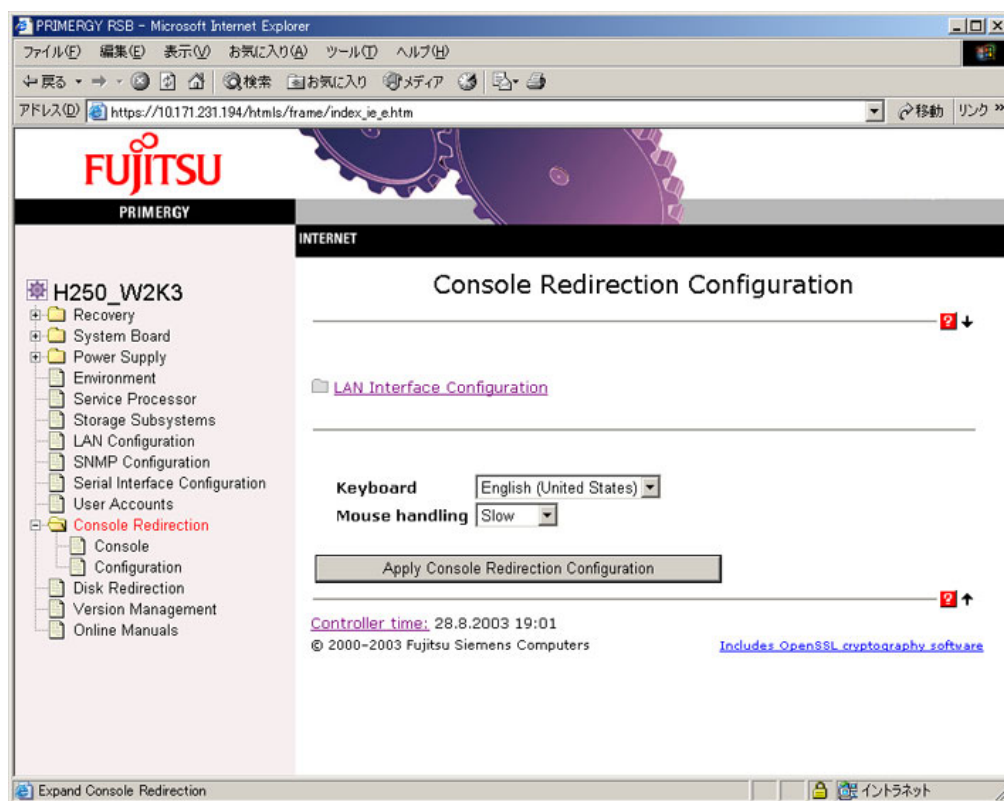 PRIMERGY RSB - Microsoft Internet Explorer
ファイル(F) 編集(E) 表示(V) お気に入り(A) ツール(T) ヘルプ(H)
戻る 検索 お気に入り メディア
アドレス(D) https://10.171.231.194/htmls/frame/index_ie_e.htm 移動 リンク »
FUJITSU
PRIMERGY
INTERNET
H250_W2K3
Recovery
System Board
Power Supply
Environment
Service Processor
Storage Subsystems
LAN Configuration
SNMP Configuration
Serial Interface Configuration
User Accounts
Console Redirection
Console
Configuration
Disk Redirection
Version Management
Online Manuals
Console Redirection Configuration
?
LAN Interface Configuration
Keyboard English (United States)
Mouse handling Slow
Apply Console Redirection Configuration
?
Controller time: 28.8.2003 19:01
© 2000-2003 Fujitsu Siemens Computers Includes OpenSSL cryptography software
Expand Console Redirection イントラネット